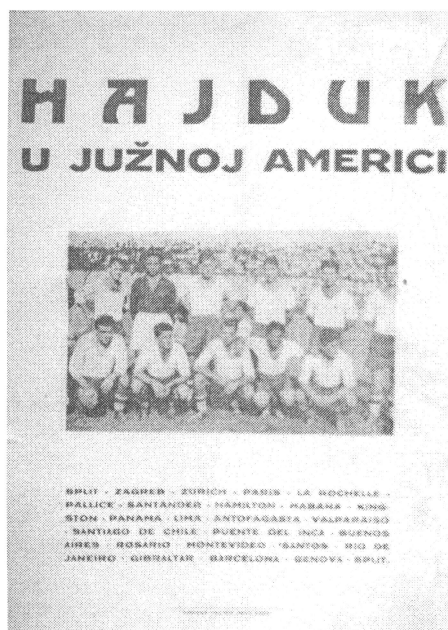 HAJDUK
U JUŽNOJ AMERICI
SPLIT · ZAGREB · ZÜRICH · PARIS · LA ROCHELLE ·
PALLICE · SANTANDER · HAMILTON · HABANA · KING-
STON · PANAMA · LIMA · ANTOFAGASTA · VALPARAISO
· SANTIAGO DE CHILE · PUENTE DEL INCA · BUENOS
AIRES · ROSARIO · MONTEVIDEO · SANTOS · RIO DE
JANEIRO · GIBRALTAR · BARCELONA · GENOVA · SPLIT.